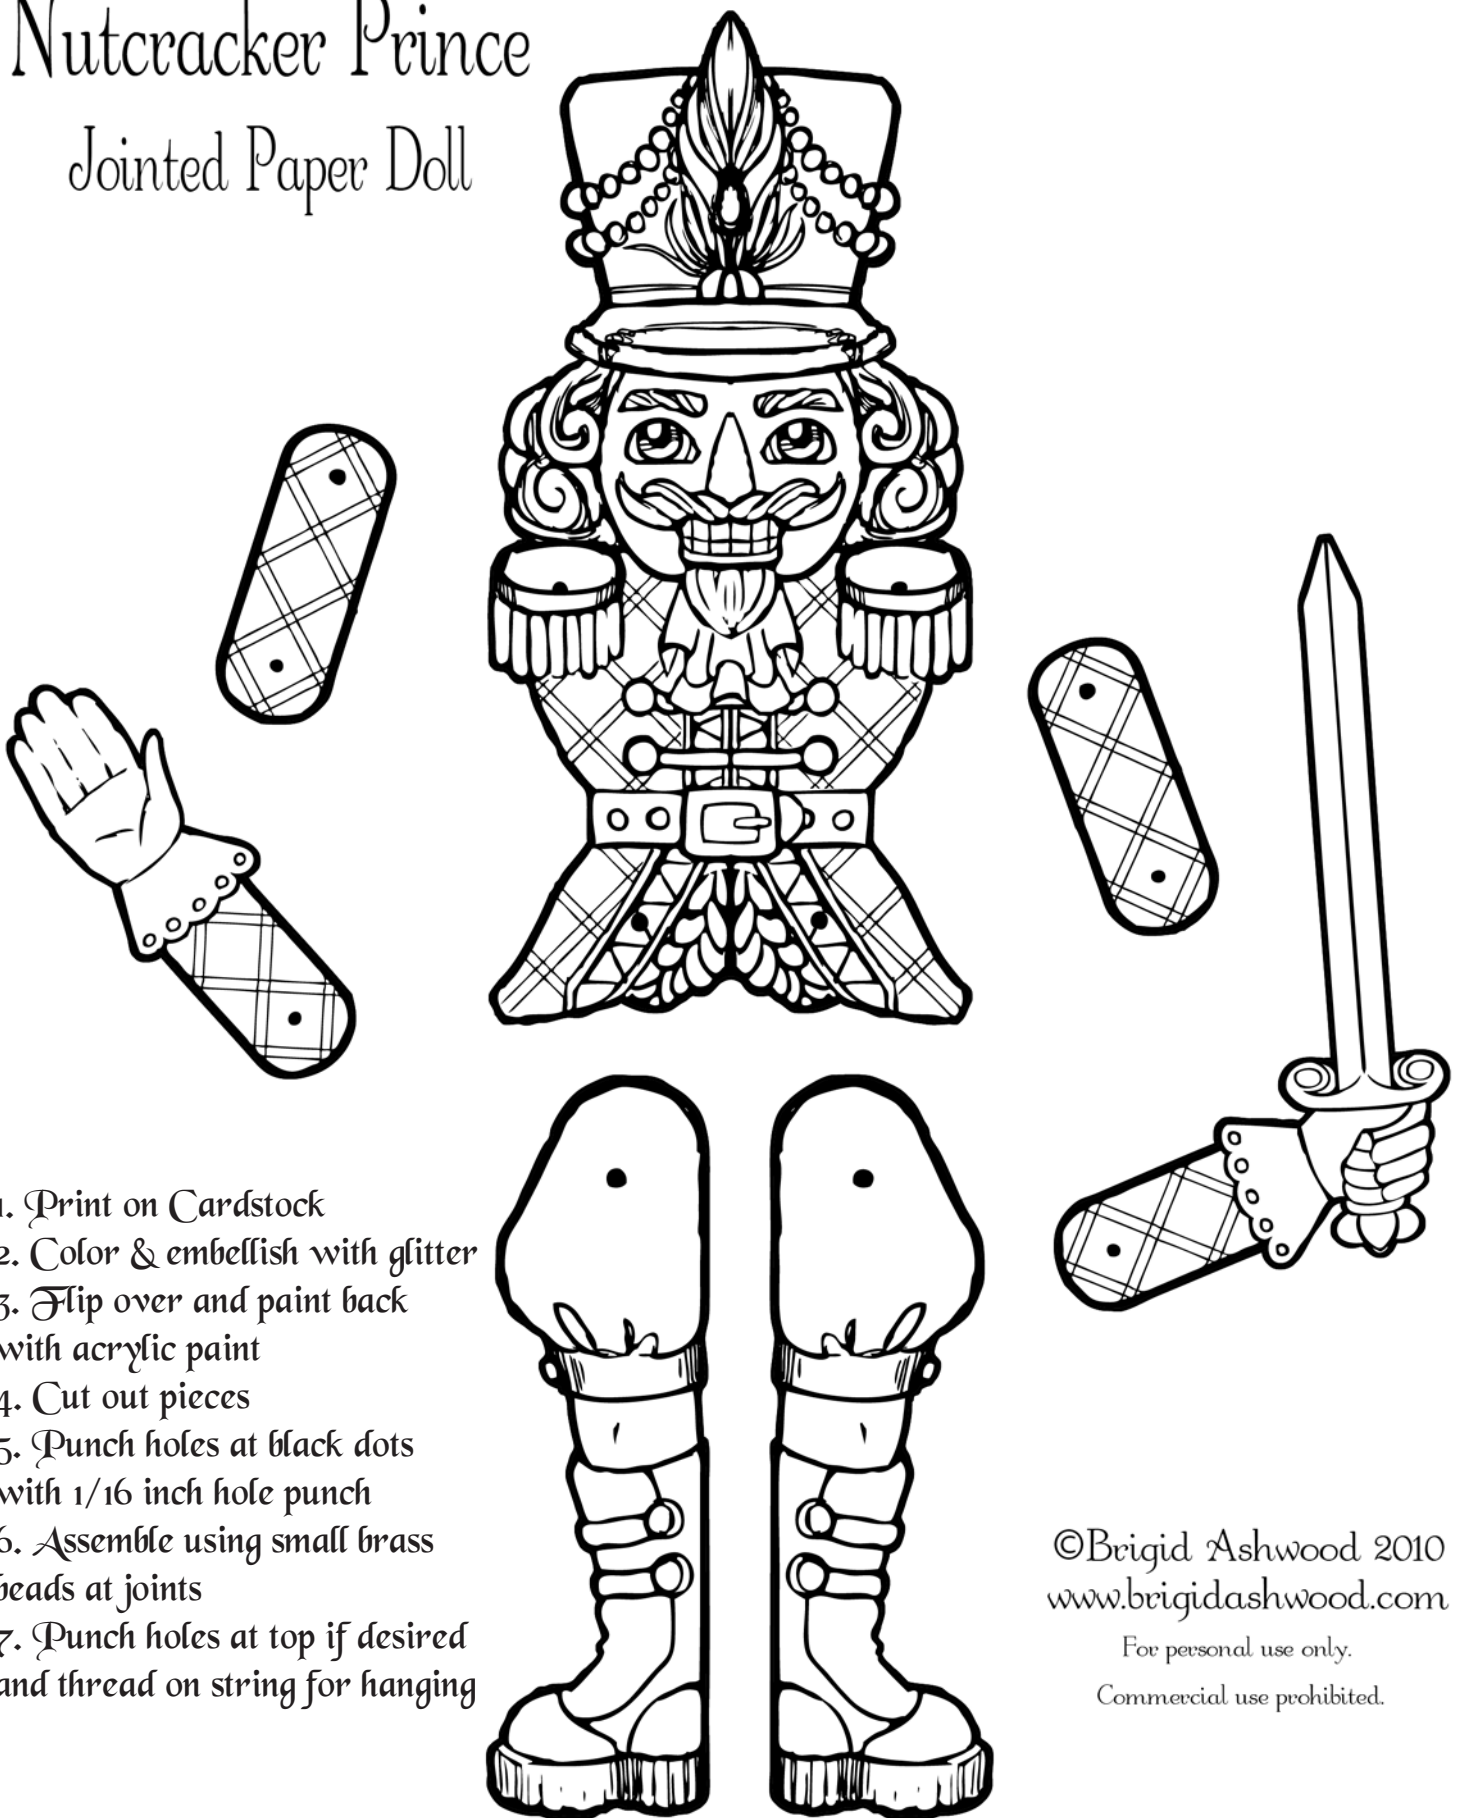 Nutcracker Prince
Jointed Paper Doll
1. Print on Cardstock
2. Color & embellish with glitter
3. Flip over and paint back
with acrylic paint
4. Cut out pieces
5. Punch holes at black dots
with 1/16 inch hole punch
6. Assemble using small brass
beads at joints
7. Punch holes at top if desired
and thread on string for hanging
©Brigid Ashwood 2010
www.brigidashwood.com
For personal use only.
Commercial use prohibited.